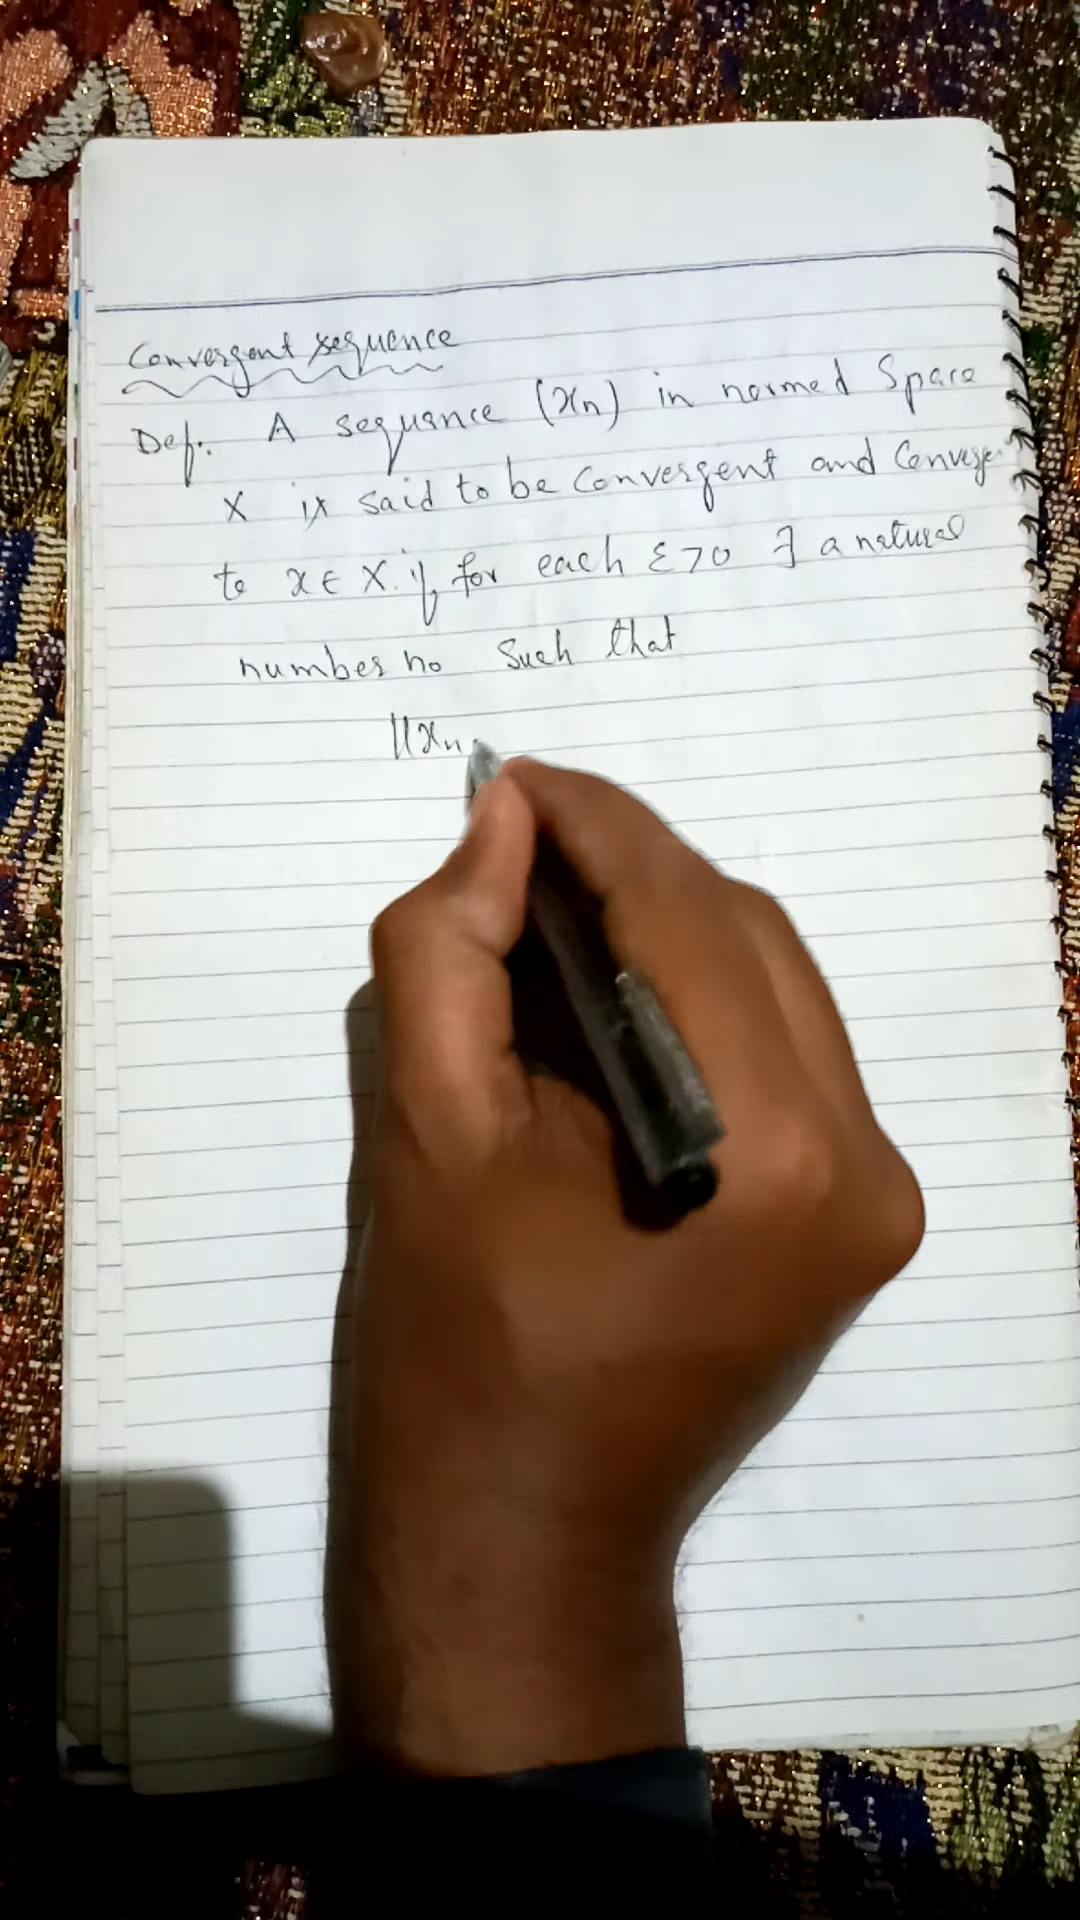 Convergent sequence
Def. A sequence (xn) in normed Space
X is said to be Convergent and Converge
to x ∈ X. if for each ε>0 ∃ a natural
number no Such that
||xn